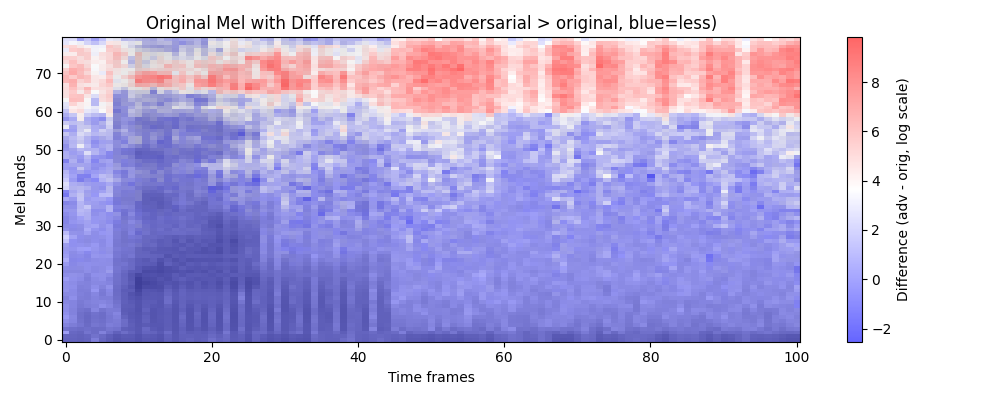 Original Mel with Differences (red=adversarial > original, blue=less)
Mel bands
70
60
50
40
30
20
10
0
0 20 40 60 80 100
Time frames
8
6
4
2
0
−2
Difference (adv - orig, log scale)